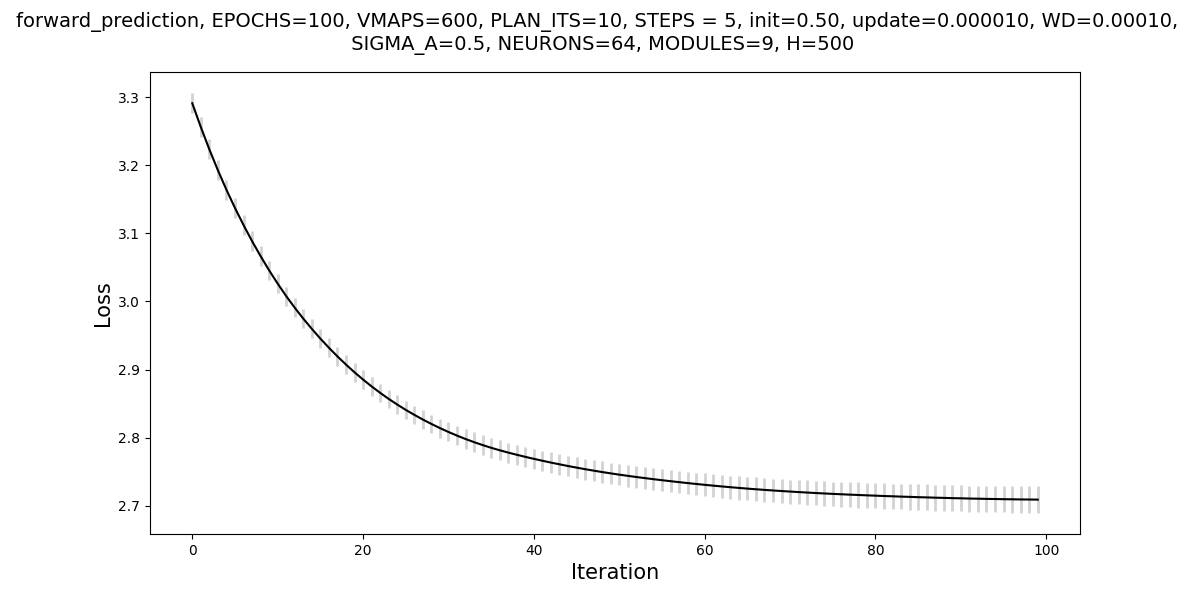 forward_prediction, EPOCHS=100, VMAPS=600, PLAN_ITS=10, STEPS = 5, init=0.50, update=0.000010, WD=0.00010,
SIGMA_A=0.5, NEURONS=64, MODULES=9, H=500
3.3
3.2
3.1
3.0
2.9
2.8
2.7
Loss
0 20 40 60 80 100
Iteration